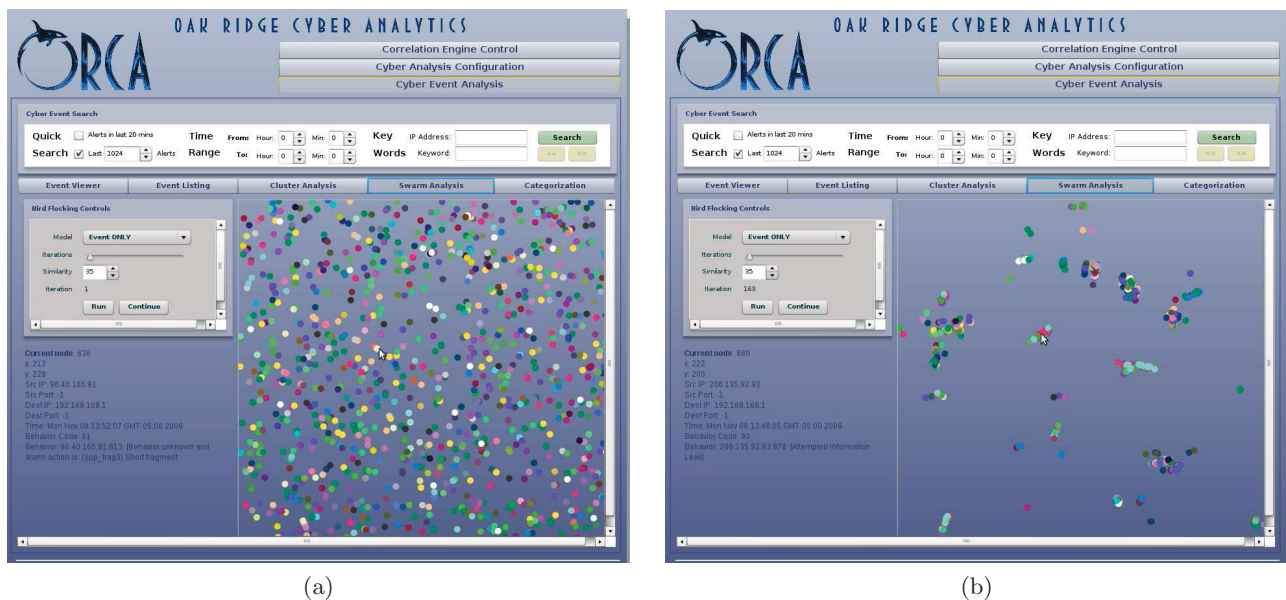 OAK RIDGE CYBER ANALYTICS
ORCA
Correlation Engine Control
Cyber Analysis Configuration
Cyber Event Analysis
Cyber Event Search
Quick Alerts in last 20 mins Time From: Hour: 0 Min: 0 Key IP Address: Search
Search Last 1024 Alerts Range To: Hour: 0 Min: 0 Words Keyword: << >>
Event Viewer Event Listing Cluster Analysis Swarm Analysis Categorization
Bird Flocking Controls
Model Event ONLY
Iterations
Similarity 35
Iteration 1
Run Continue
Current node: 636
x: 213
y: 229
Src IP: 96.40.165.91
Src Port -1
Dest IP: 192.168.168.1
Dest Port -1
Time: Mon Nov 09 13:52:07 GMT-05:00 2009
Behavior Code: 91
Behavior: 96.40.165.91:813 [Behavior unknown and
alarm action is: (spp_frag3) Short fragment
(a)
OAK RIDGE CYBER ANALYTICS
ORCA
Correlation Engine Control
Cyber Analysis Configuration
Cyber Event Analysis
Cyber Event Search
Quick Alerts in last 20 mins Time From: Hour: 0 Min: 0 Key IP Address: Search
Search Last 1024 Alerts Range To: Hour: 0 Min: 0 Words Keyword: << >>
Event Viewer Event Listing Cluster Analysis Swarm Analysis Categorization
Bird Flocking Controls
Model Event ONLY
Iterations
Similarity 35
Iteration 163
Run Continue
Current node: 880
x: 222
y: 205
Src IP: 206.135.92.93
Src Port -1
Dest IP: 192.168.168.1
Dest Port -1
Time: Mon Nov 09 13:48:05 GMT-05:00 2009
Behavior Code: 93
Behavior: 206.135.92.93:878 [Attempted Information
Leak]
(b)